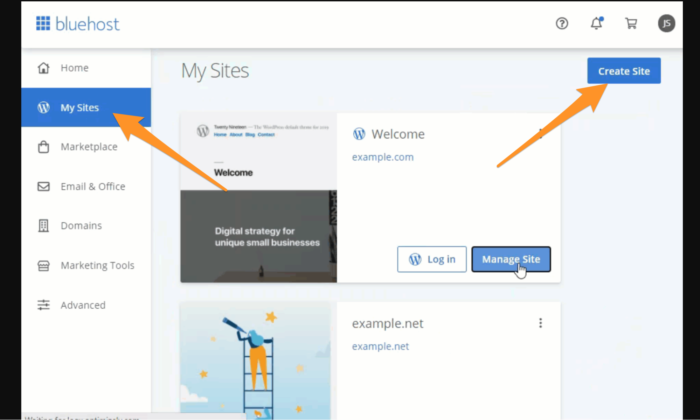 bluehost
JS
Home
My Sites
Marketplace
Email & Office
Domains
Marketing Tools
Advanced
My Sites
Create Site
Twenty Nineteen — The WordPress default theme for you
Home About Blog Contact
Welcome
Digital strategy for
unique small businesses
Welcome
example.com
Log in
Manage Site
example.net
example.net